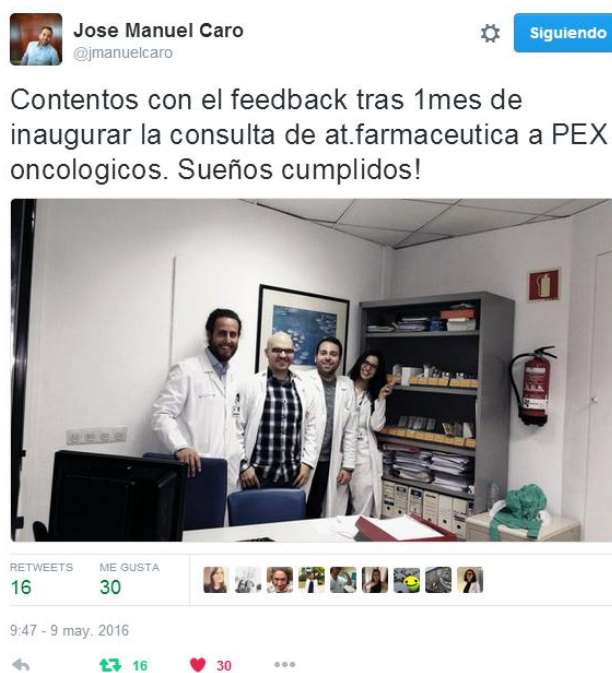 Jose Manuel Caro
@jmanuelcaro
Siguiendo
Contentos con el feedback tras 1mes de
inaugurar la consulta de at.farmaceutica a PEX
oncologicos. Sueños cumplidos!
RETWEETS
ME GUSTA
16
30
9:47 - 9 may. 2016
16
30